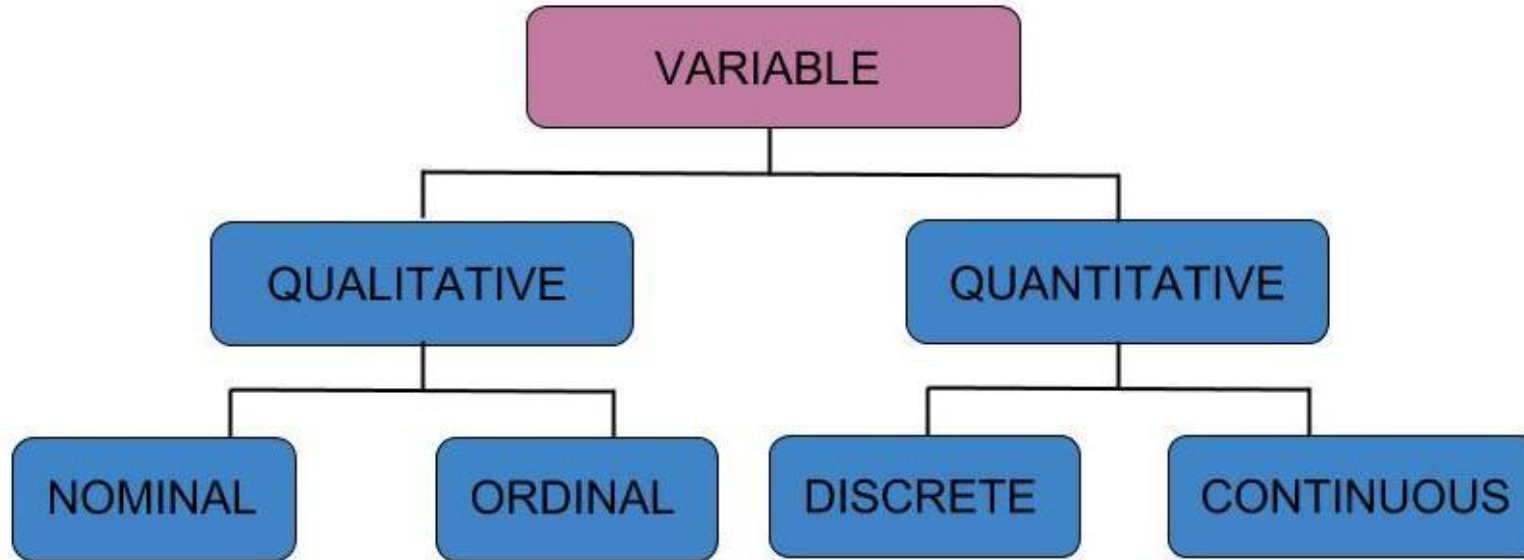 VARIABLE
QUALITATIVE
QUANTITATIVE
NOMINAL
ORDINAL
DISCRETE
CONTINUOUS